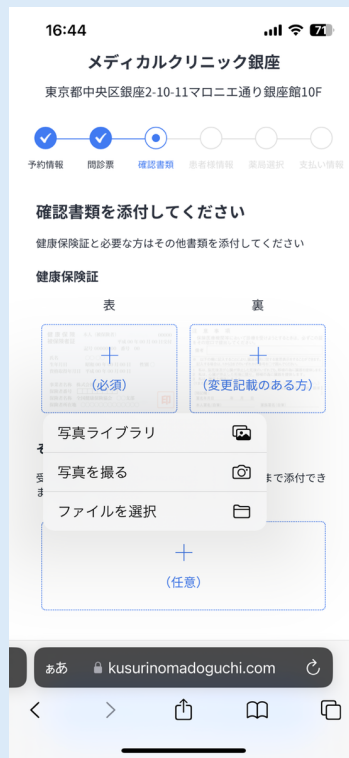 16:44
71
メディカルクリニック銀座
東京都中央区銀座2-10-11マロニエ通り銀座館10F
予約情報 問診票 確認書類 患者様情報 薬局選択 支払い情報
確認書類を添付してください
健康保険証と必要な方はその他書類を添付してください
健康保険証
表 裏
(必須) (変更記載のある方)
写真ライブラリ
写真を撮る
ファイルを選択
まで添付でき
ま
(任意)
ぁあ kusurinomadoguchi.com